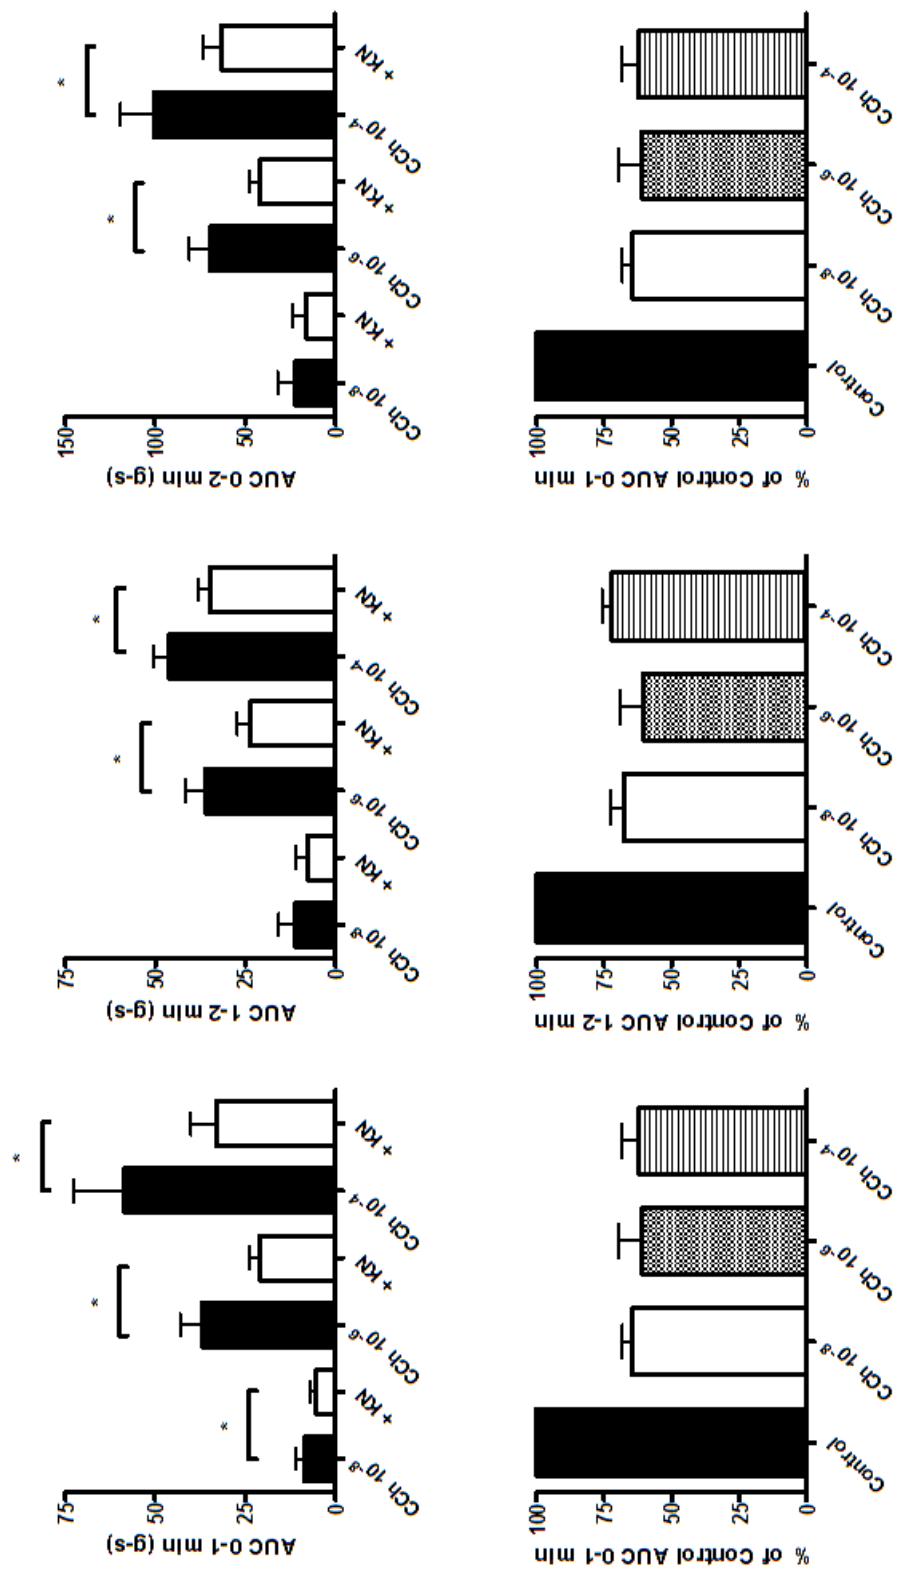 AUC 0-1 min (g-s)
75
50
25
0
*
*
*
CCh 10⁻⁸
+ KN
CCh 10⁻⁶
+ KN
CCh 10⁻⁴
+ KN
AUC 1-2 min (g-s)
75
50
25
0
*
*
CCh 10⁻⁸
+ KN
CCh 10⁻⁶
+ KN
CCh 10⁻⁴
+ KN
AUC 0-2 min (g-s)
150
100
50
0
*
*
CCh 10⁻⁸
+ KN
CCh 10⁻⁶
+ KN
CCh 10⁻⁴
+ KN
% of Control AUC 0-1 min
100
75
50
25
0
Control
CCh 10⁻⁸
CCh 10⁻⁶
CCh 10⁻⁴
% of Control AUC 1-2 min
100
75
50
25
0
Control
CCh 10⁻⁸
CCh 10⁻⁶
CCh 10⁻⁴
% of Control AUC 0-1 min
100
75
50
25
0
Control
CCh 10⁻⁸
CCh 10⁻⁶
CCh 10⁻⁴